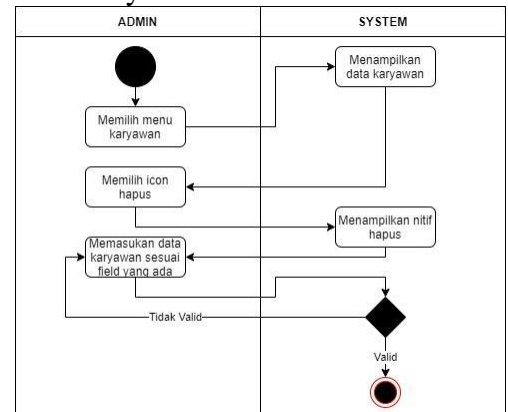 ADMIN
SYSTEM
Menampilkan
data karyawan
Memilih menu
karyawan
Memilih icon
hapus
Menampilkan nitif
hapus
Memasukan data
karyawan sesuai
field yang ada
Tidak Valid
Valid